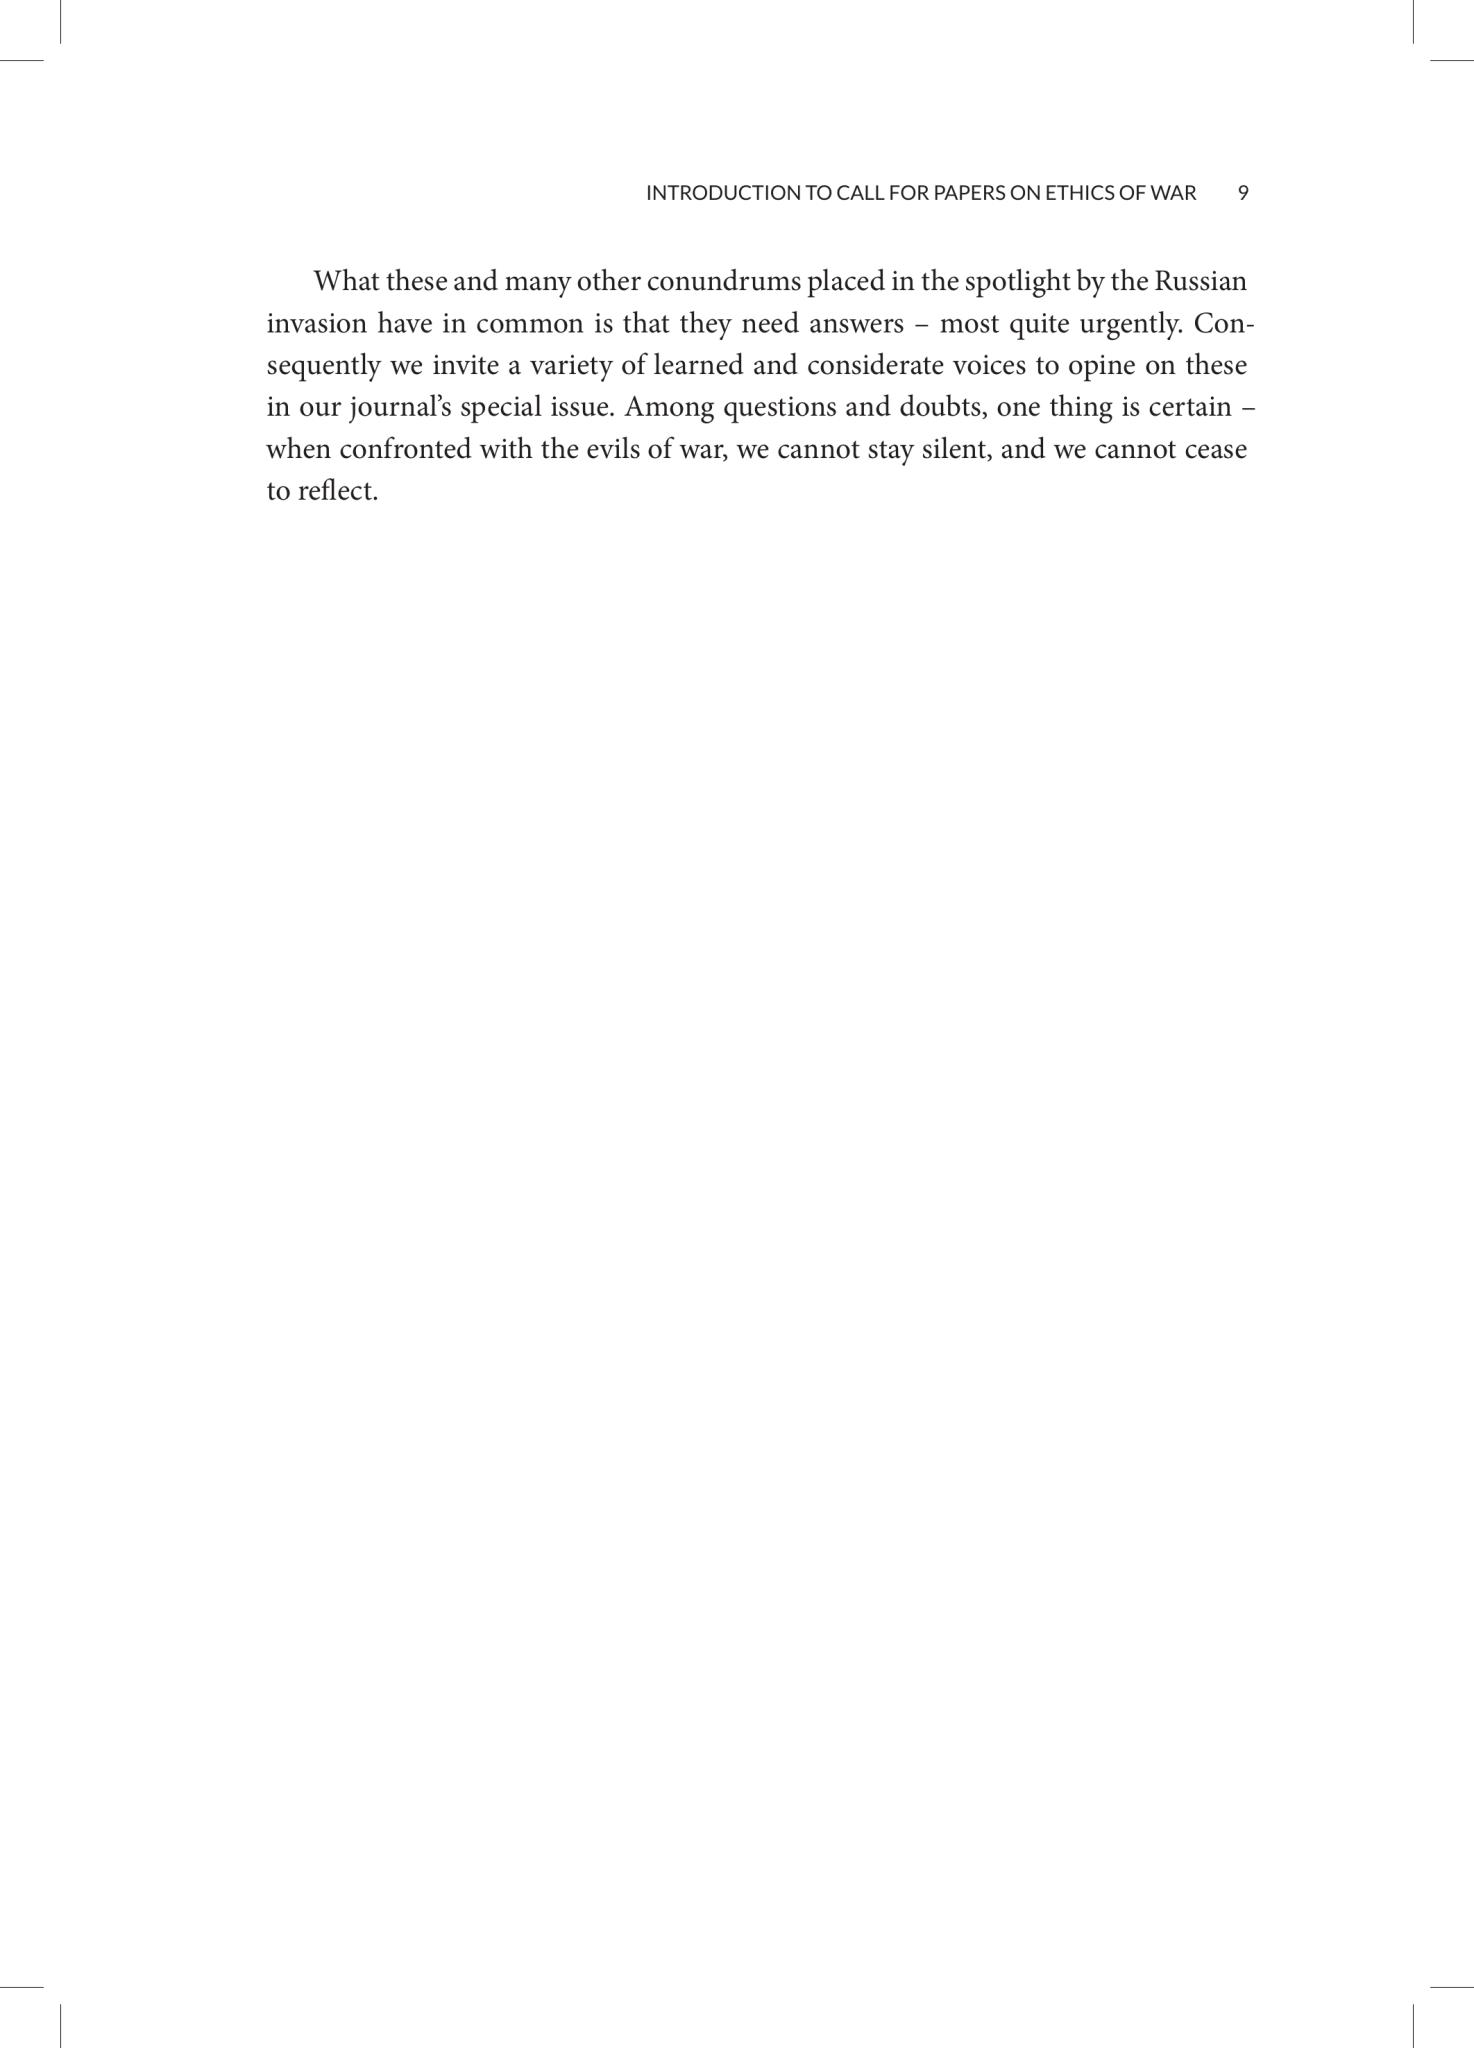 INTRODUCTION TO CALL FOR PAPERS ON ETHICS OF WAR 9
What these and many other conundrums placed in the spotlight by the Russian
invasion have in common is that they need answers – most quite urgently. Con-
sequently we invite a variety of learned and considerate voices to opine on these
in our journal’s special issue. Among questions and doubts, one thing is certain –
when confronted with the evils of war, we cannot stay silent, and we cannot cease
to reflect.